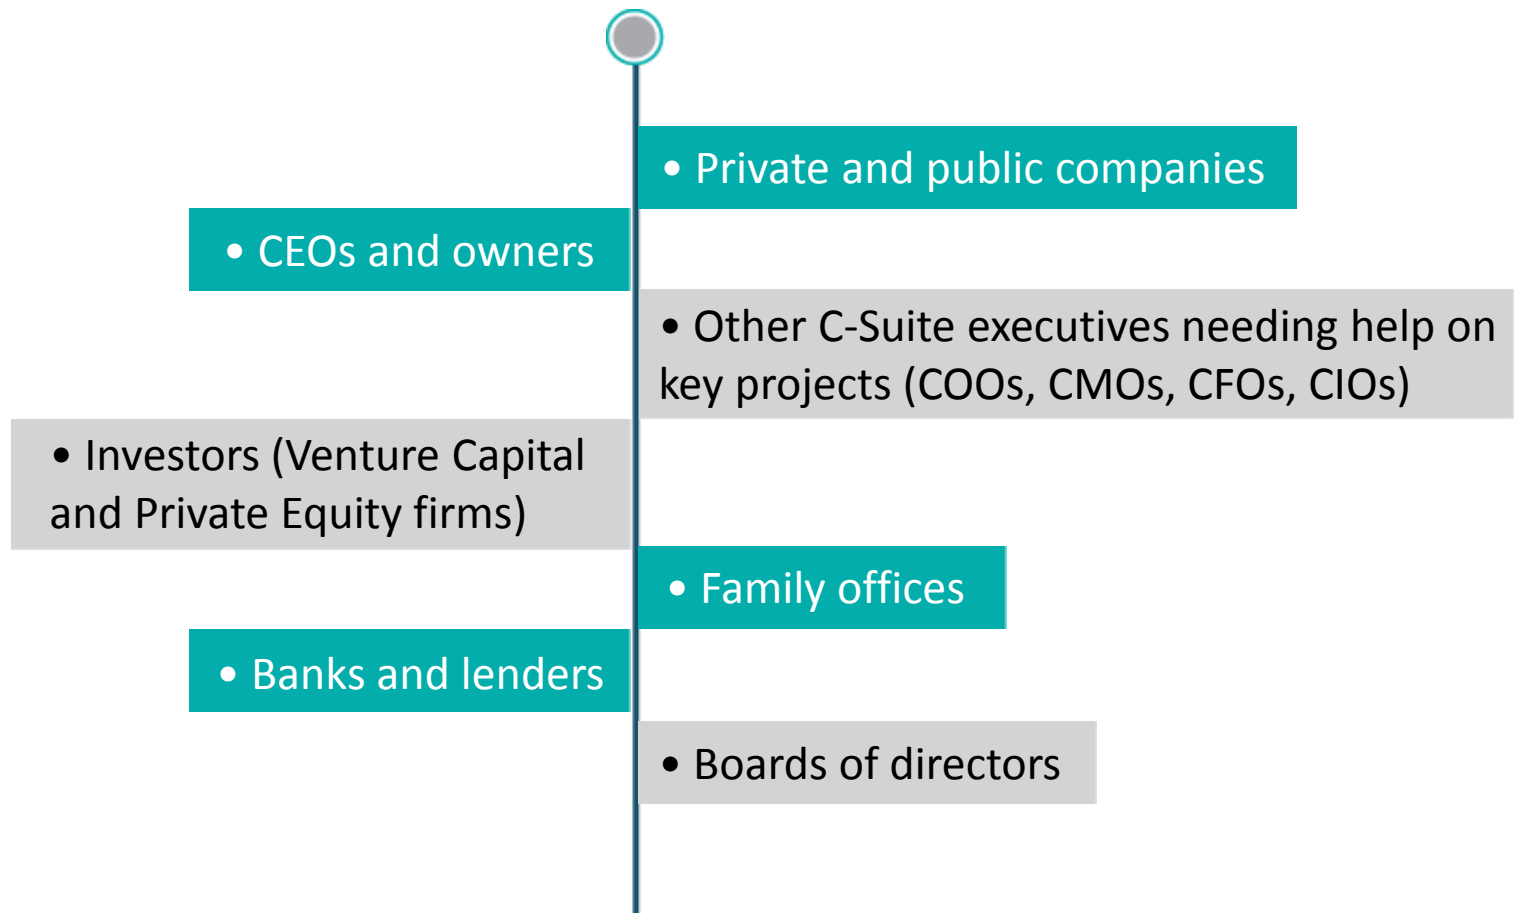 • Private and public companies
• CEOs and owners
• Other C-Suite executives needing help on
key projects (COOs, CMOs, CFOs, CIOs)
• Investors (Venture Capital
and Private Equity firms)
• Family offices
• Banks and lenders
• Boards of directors